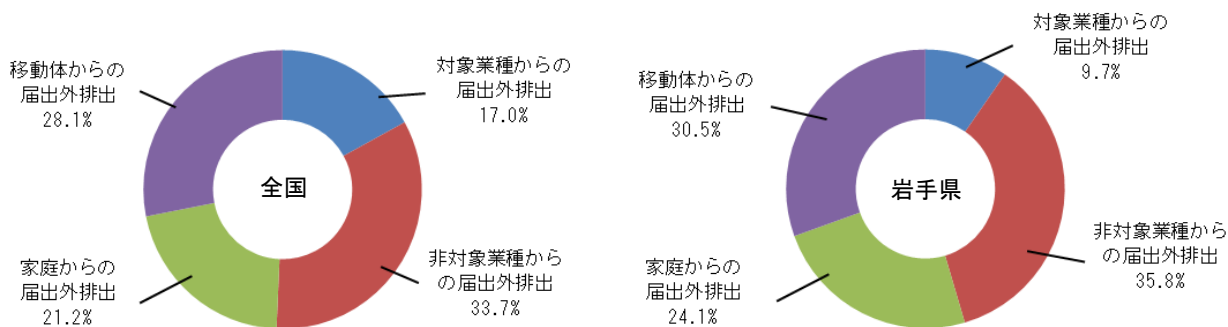 対象業種からの
届出外排出
17.0%
非対象業種から
の届出外排出
33.7%
家庭からの
届出外排出
21.2%
移動体からの
届出外排出
28.1%
全国
対象業種からの
届出外排出
9.7%
非対象業種から
の届出外排出
35.8%
家庭からの
届出外排出
24.1%
移動体からの
届出外排出
30.5%
岩手県